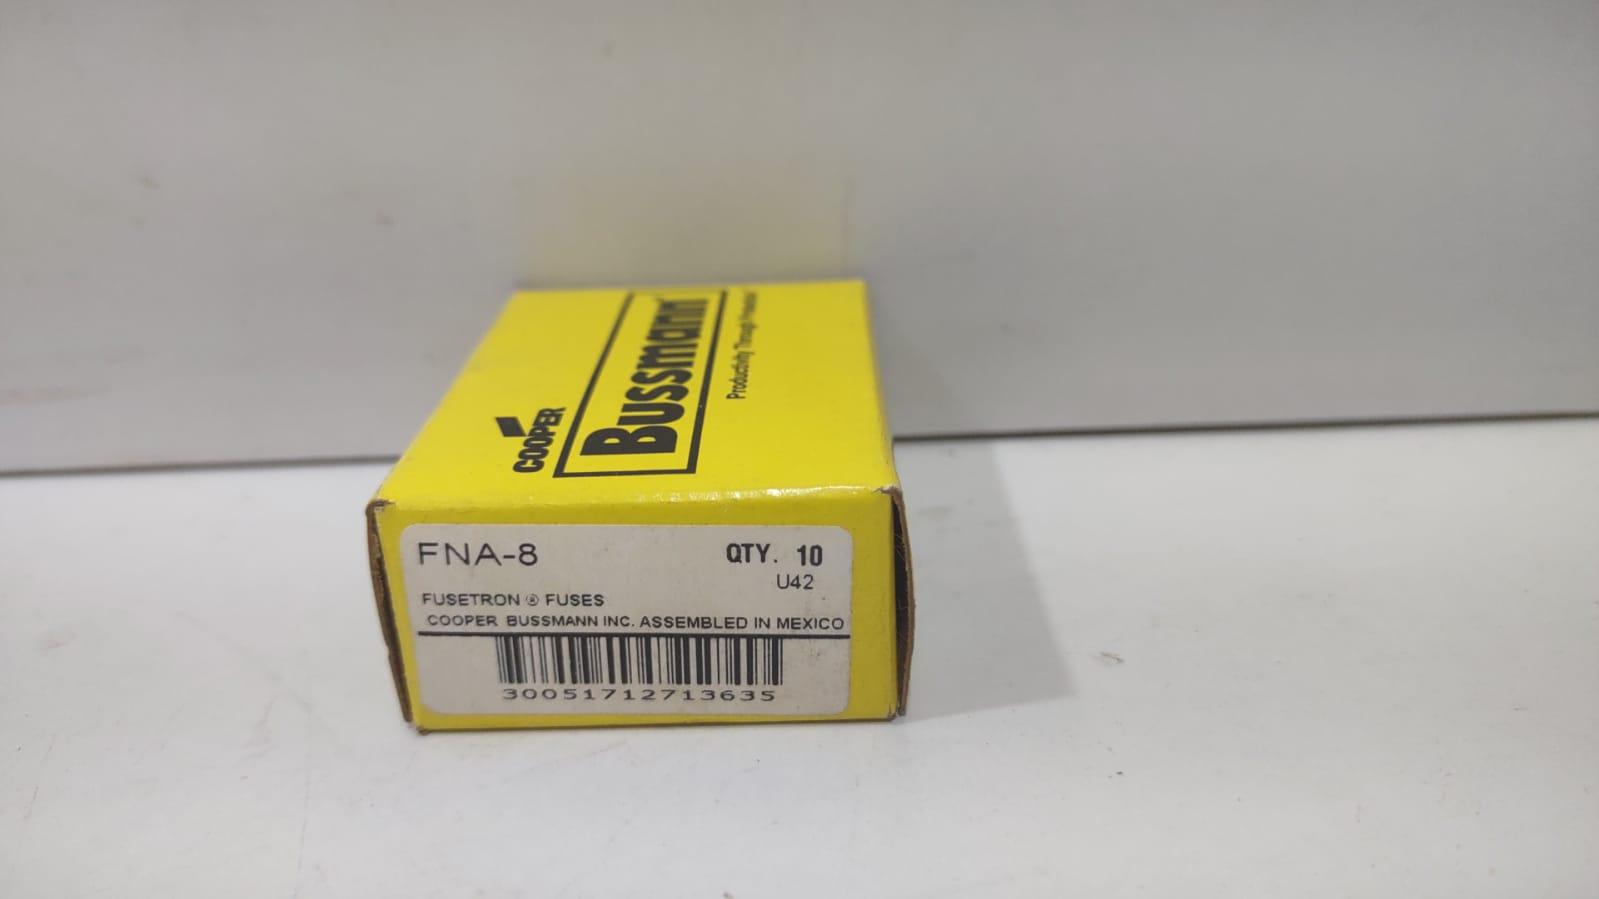 COOPER
Bussmann
Productivity Through Protection
FNA-8 QTY. 10
U42
FUSETRON ® FUSES
COOPER BUSSMANN INC. ASSEMBLED IN MEXICO
30051712713635